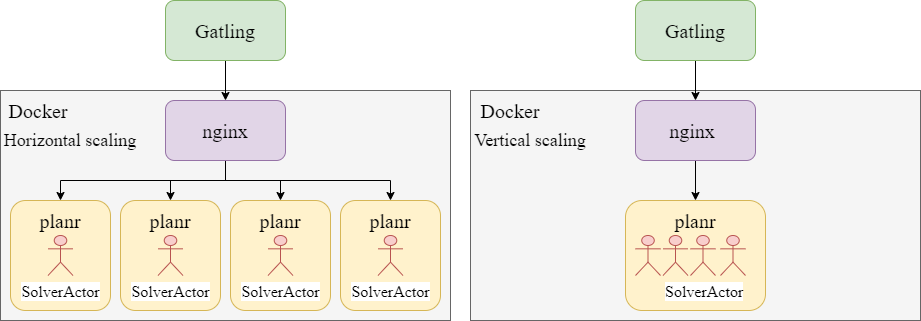 Gatling
Docker
Horizontal scaling
nginx
planr
SolverActor
planr
SolverActor
planr
SolverActor
planr
SolverActor
Gatling
Docker
Vertical scaling
nginx
planr
SolverActor